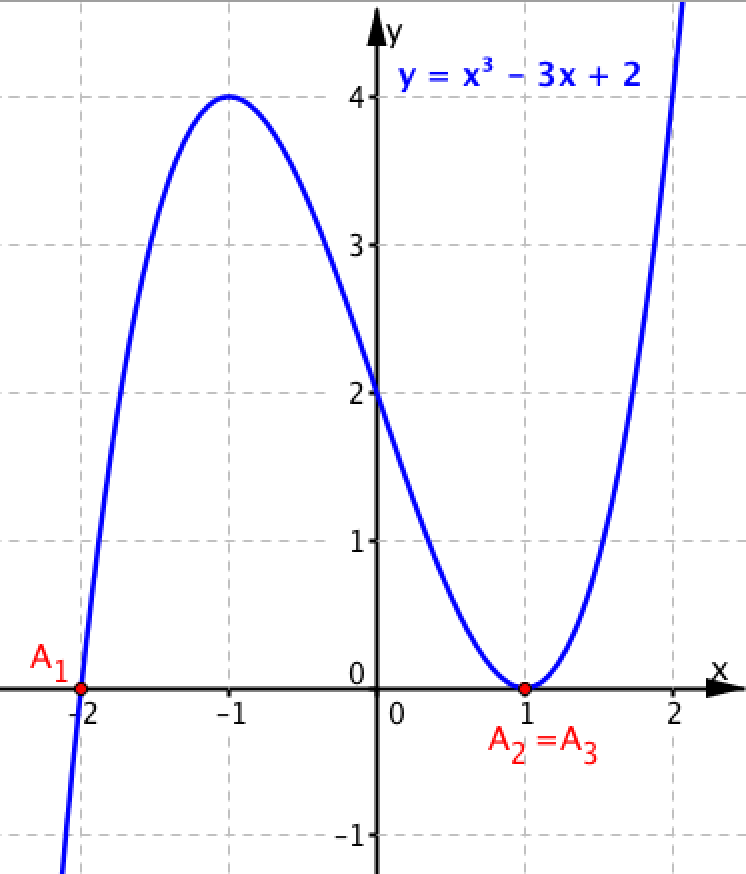 y
y = x³ – 3x + 2
4
3
2
1
A₁
0
x
–2
–1
0
1
2
A₂ =A₃
–1